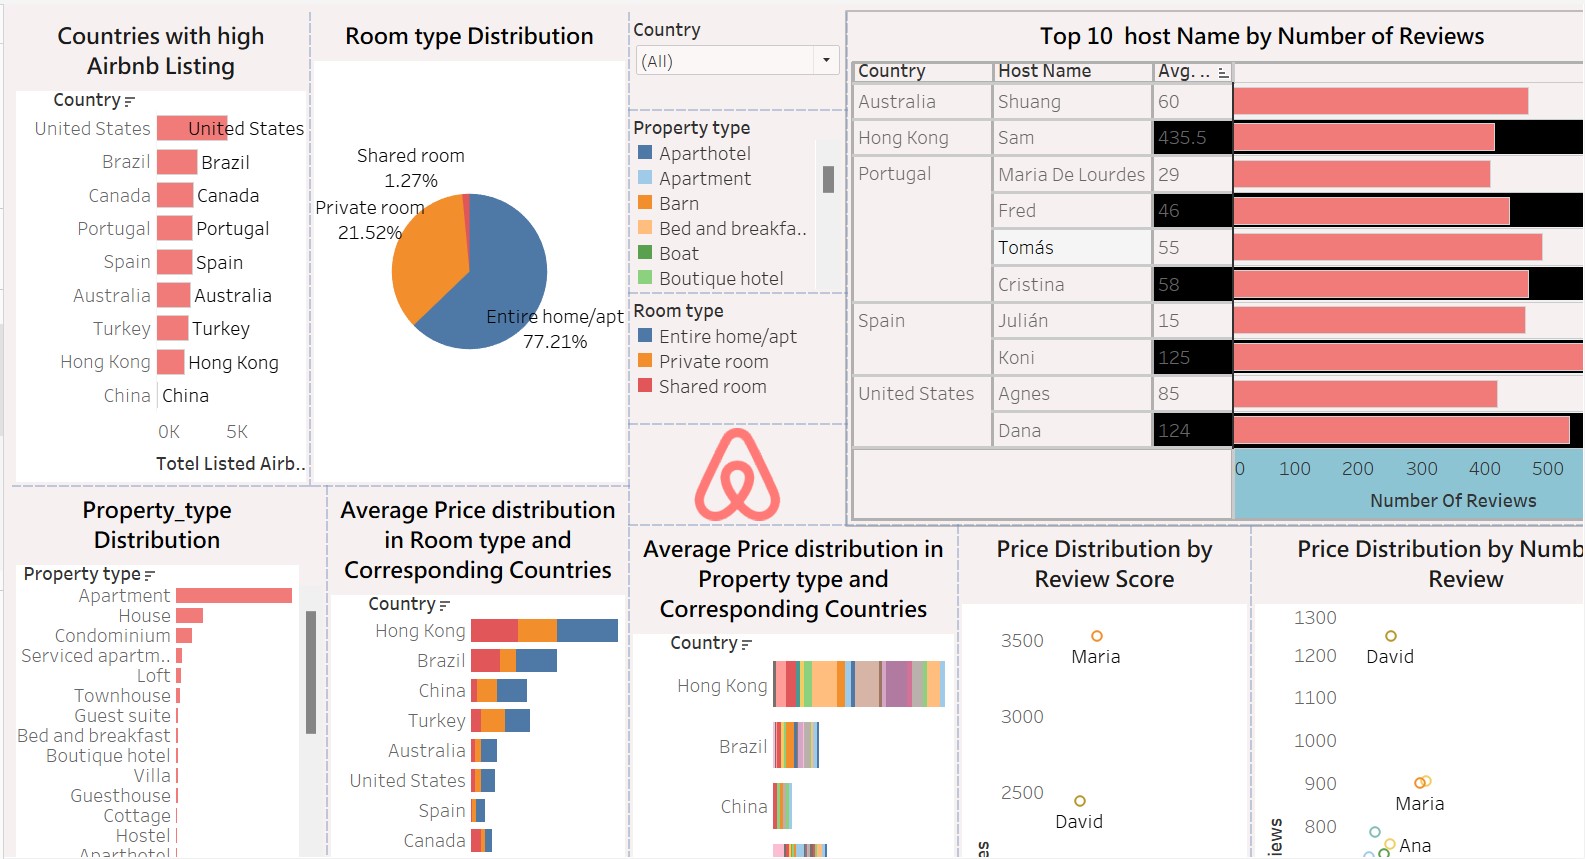 Countries with high
Airbnb Listing
Country
United States
United States
Brazil
Brazil
Canada
Canada
Portugal
Portugal
Spain
Spain
Australia
Australia
Turkey
Turkey
Hong Kong
Hong Kong
China
China
0K 5K
Totel Listed Airb..
Room type Distribution
Shared room
1.27%
Private room
21.52%
Entire home/apt
77.21%
Country
(All)
Property type
Aparthotel
Apartment
Barn
Bed and breakfa..
Boat
Boutique hotel
Room type
Entire home/apt
Private room
Shared room
Top 10 host Name by Number of Reviews
Country Host Name Avg. ..
Australia Shuang 60
Hong Kong Sam 435.5
Portugal Maria De Lourdes 29
Fred 46
Tomás 55
Cristina 58
Spain Julián 15
Koni 125
United States Agnes 85
Dana 124
0 100 200 300 400 500
Number Of Reviews
Property_type
Distribution
Property type
Apartment
House
Condominium
Serviced apartm..
Loft
Townhouse
Guest suite
Bed and breakfast
Boutique hotel
Villa
Guesthouse
Cottage
Hostel
Aparthotel
Average Price distribution
in Room type and
Corresponding Countries
Country
Hong Kong
Brazil
China
Turkey
Australia
United States
Spain
Canada
Average Price distribution in
Property type and
Corresponding Countries
Country
Hong Kong
Brazil
China
Price Distribution by
Review Score
3500
Maria
3000
2500
David
es
Price Distribution by Numb
Review
1300
1200
David
1100
1000
900
Maria
800
Ana
iews